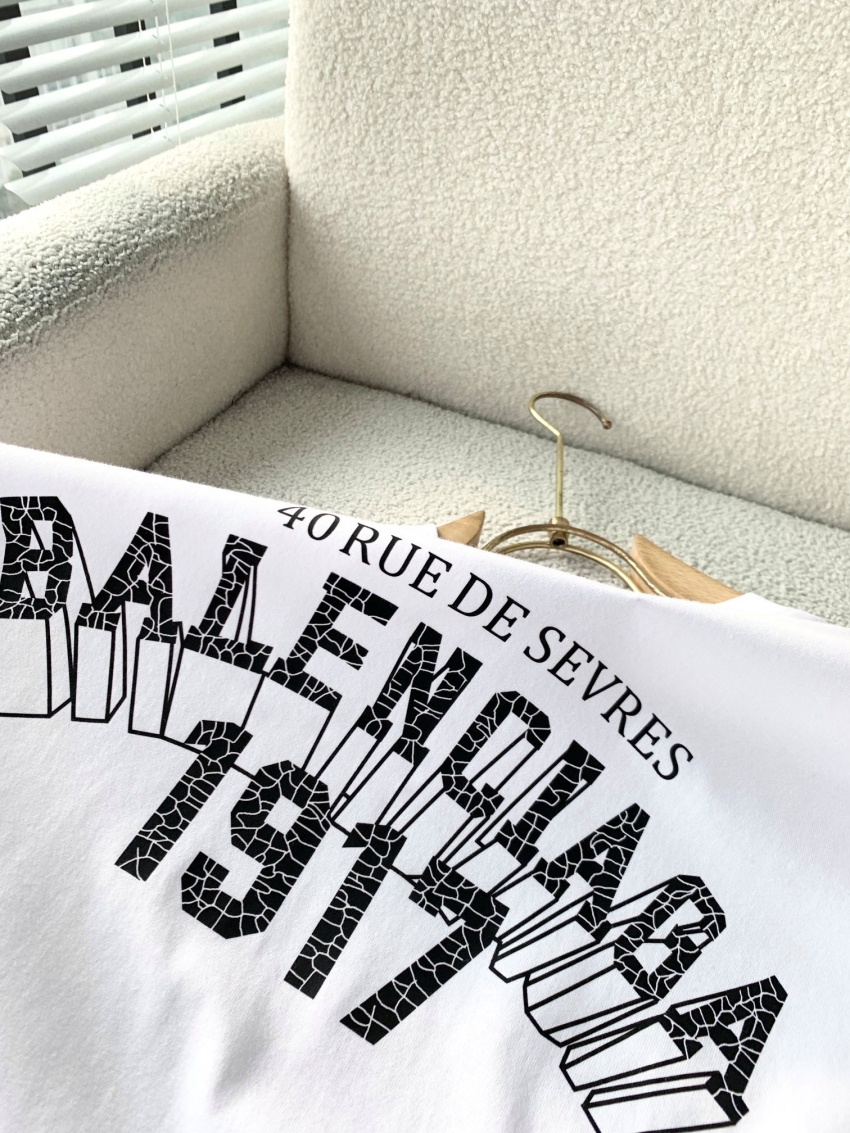 40 RUE DE SEVRES
BALENCIAGA
1917